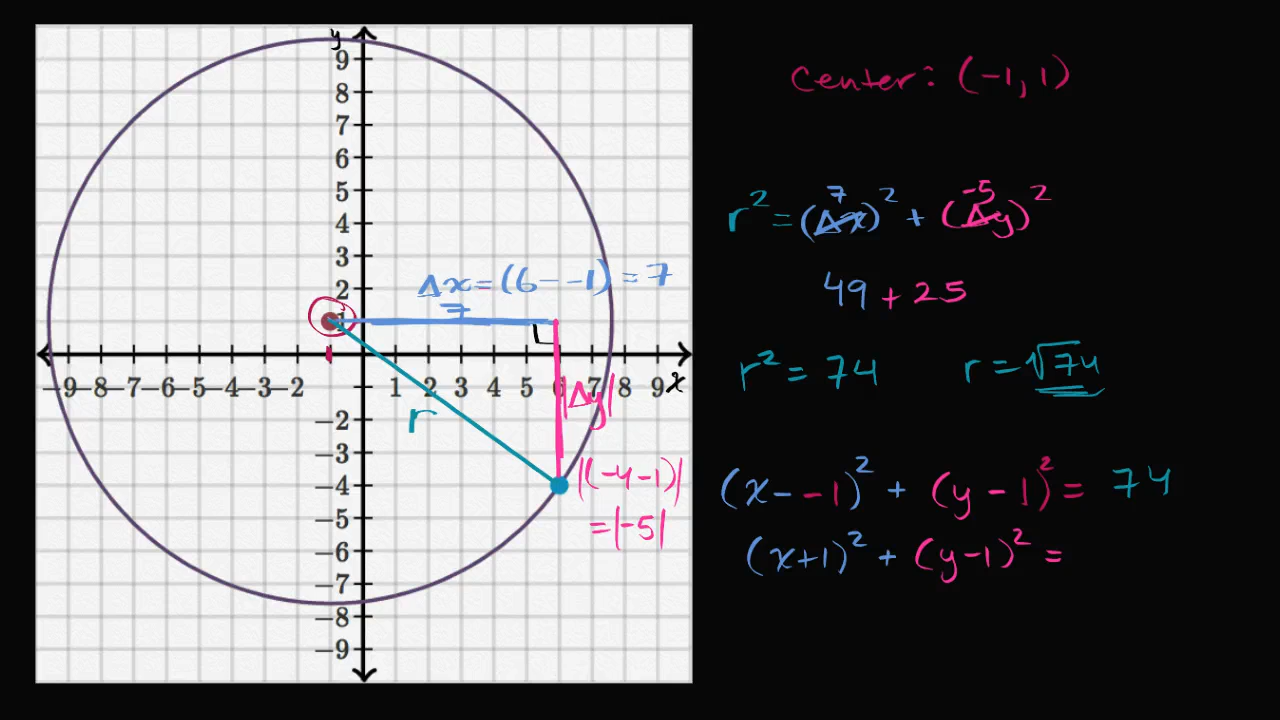 y
9
8
7
6
5
4
3
2
1
Δx=(6--1)=7
7
-9 -8 -7 -6 -5 -4 -3 -2 1 2 3 4 5 6 7 8 9 x
|Δy|
r
-2
-3
-4
-5
-6
-7
-8
-9
|(-4-1)|
=|-5|
Center: (-1,1)
7 -5
r² = (Δx)² + (Δy)²
49 + 25
r² = 74 r = √74
(x - -1)² + (y - 1)² = 74
(x+1)² + (y-1)² =